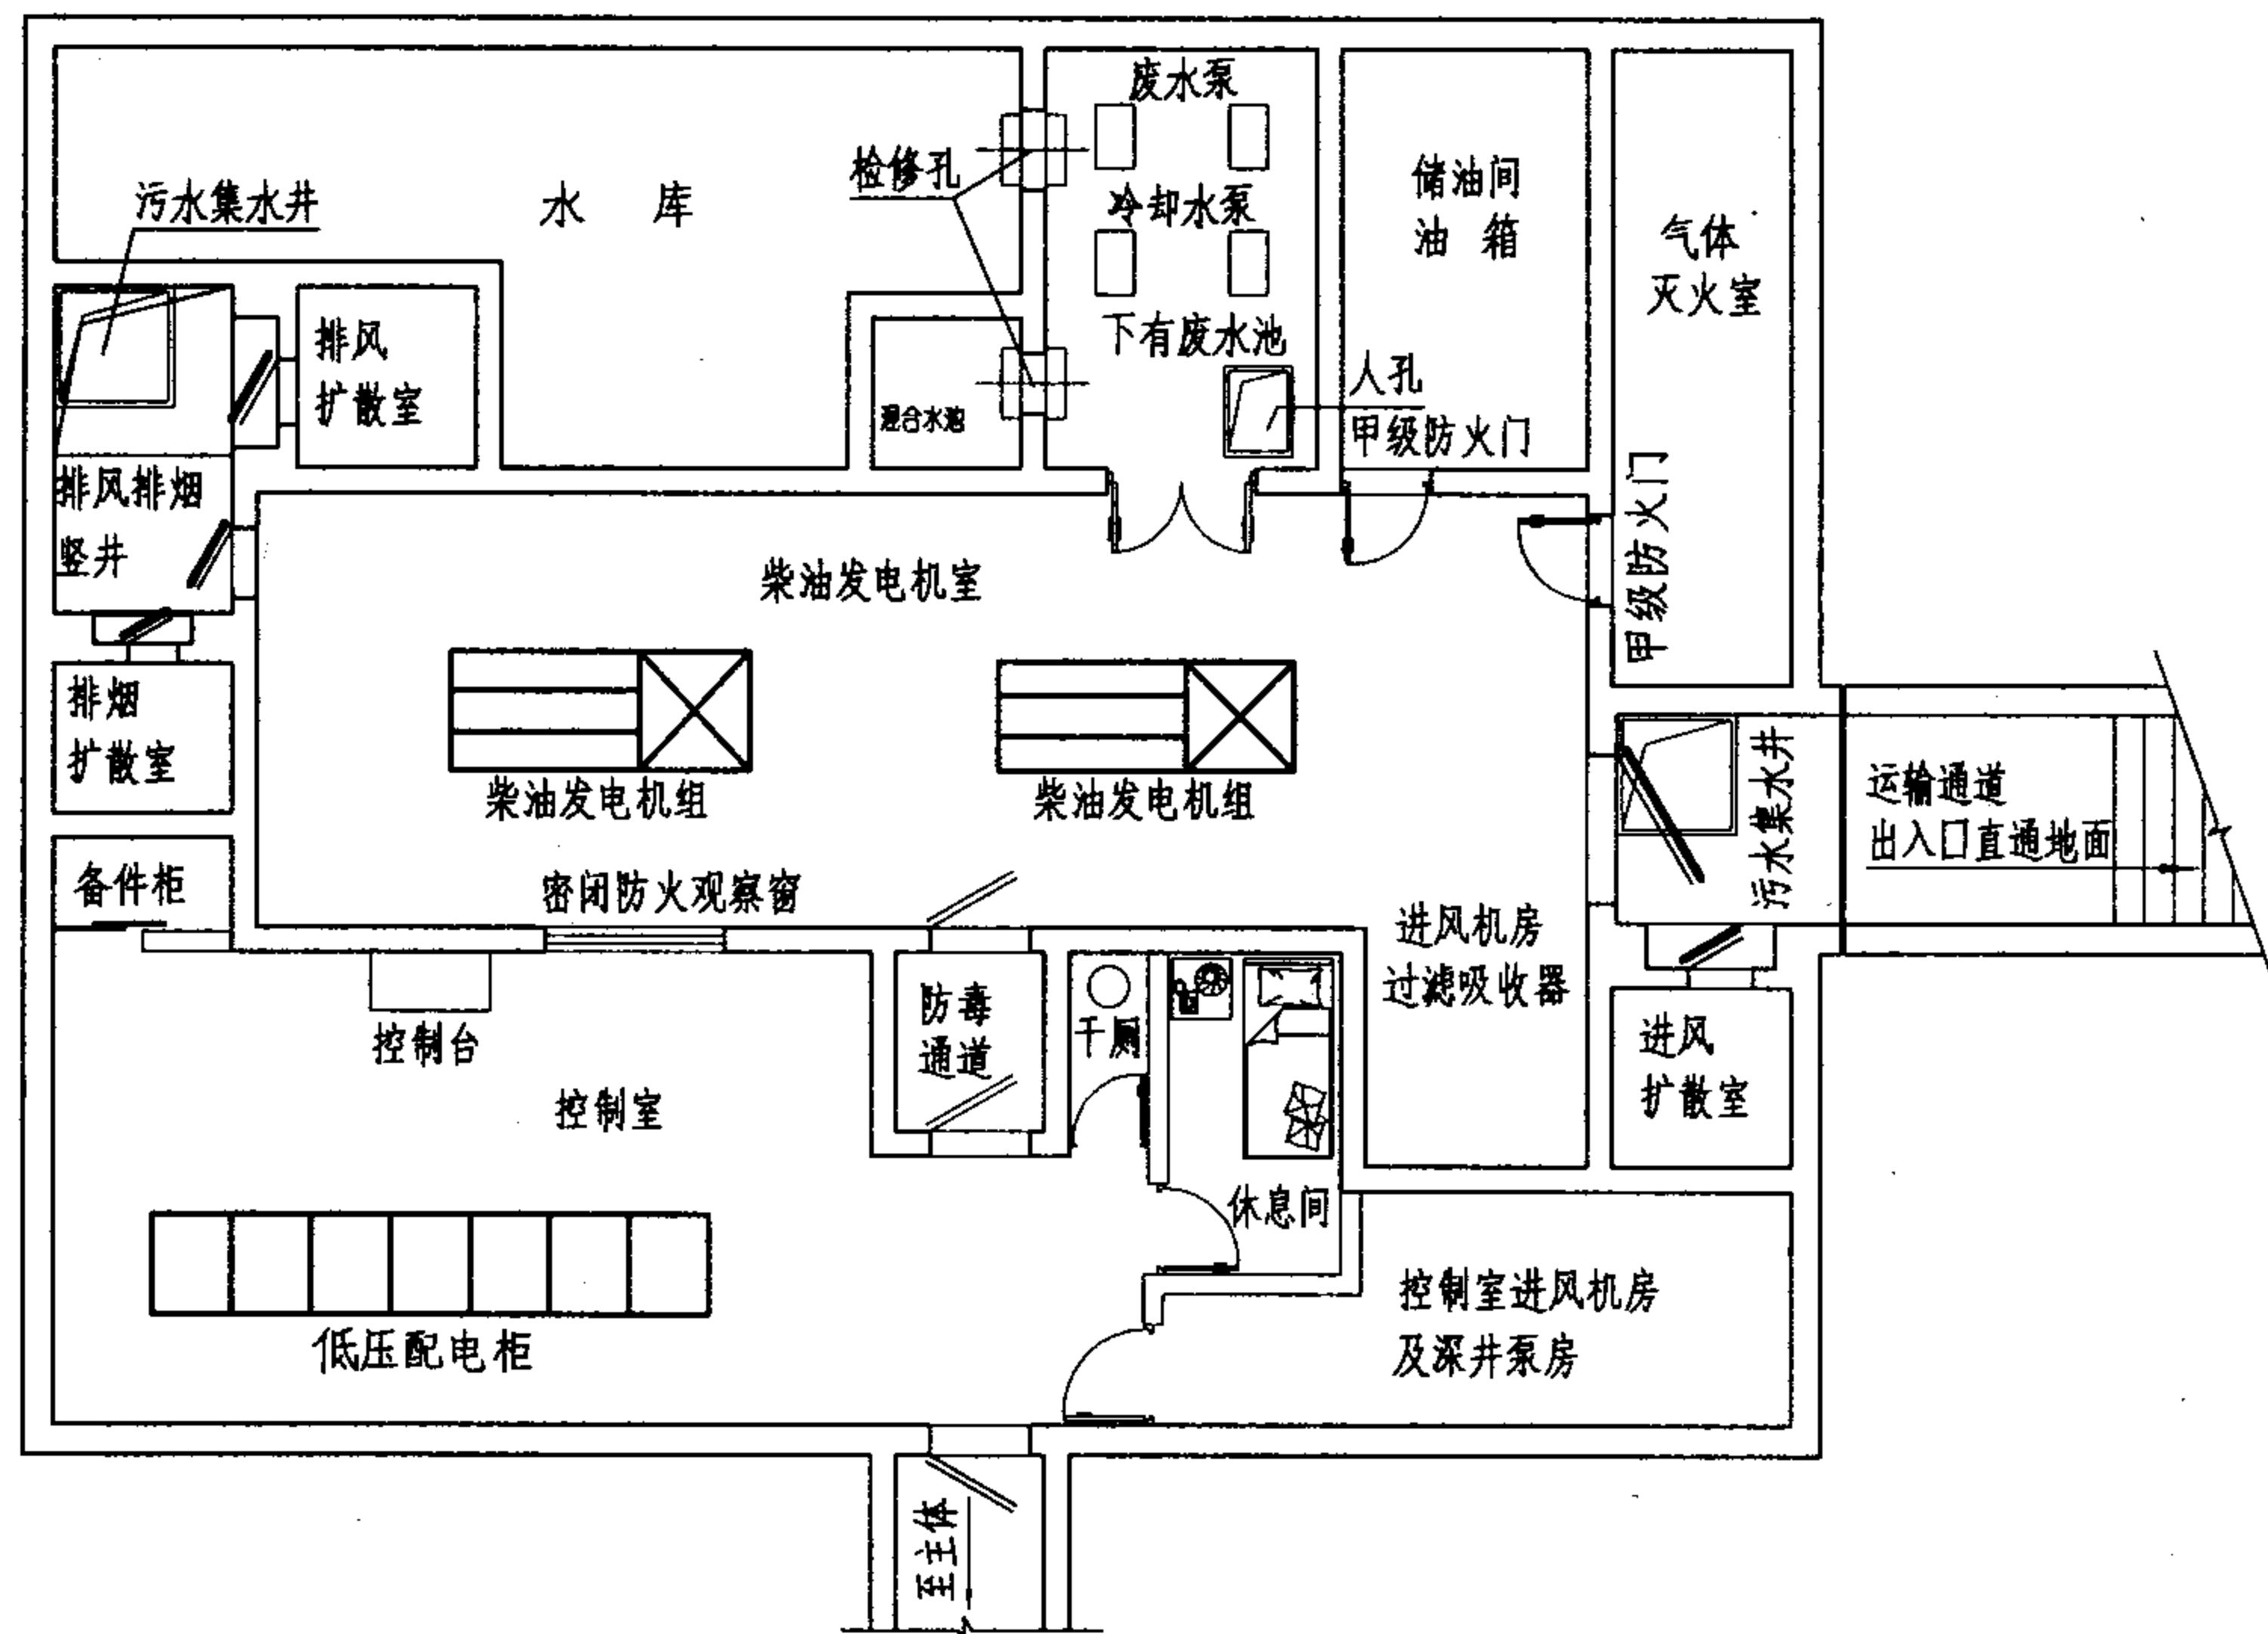 废水泵
检修孔
污水集水井
水 库
冷却水泵
储油间
油 箱
气体
灭火室
排风
扩散室
下有废水池
人孔
混合水池
甲级防火门
排风排烟
竖井
甲级防火门
柴油发电机室
排烟
扩散室
柴油发电机组
柴油发电机组
污水集水井
运输通道
出入口直通地面
备件柜
密闭防火观察窗
进风机房
过滤吸收器
防毒
通道
干厕
控制台
进风
扩散室
控制室
休息间
控制室进风机房
及深井泵房
低压配电柜
至主体